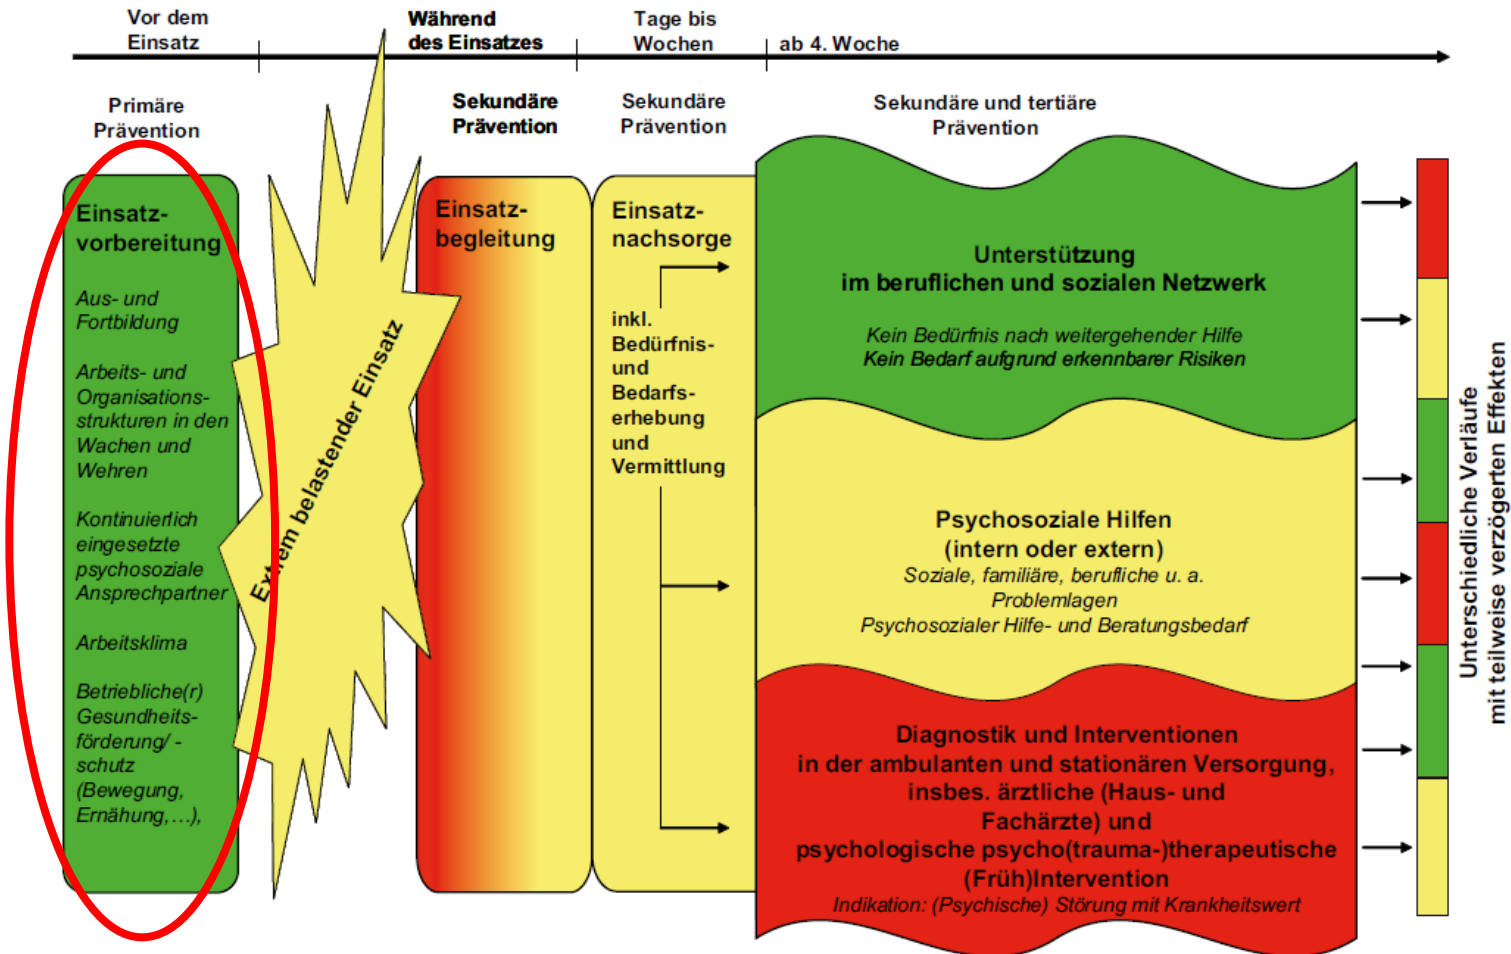 Vor dem
Einsatz
Während
des Einsatzes
Tage bis
Wochen
ab 4. Woche
Primäre
Prävention
Sekundäre
Prävention
Sekundäre
Prävention
Sekundäre und tertiäre
Prävention
Einsatz-
vorbereitung
Aus- und
Fortbildung
Arbeits- und
Organisations-
strukturen in den
Wachen und
Wehren
Kontinuierlich
eingesetzte
psychosoziale
Ansprechpartner
Arbeitsklima
Betriebliche(r)
Gesundheits-
förderung/ -
schutz
(Bewegung,
Ernährung,…),
Extrem belastender Einsatz
Einsatz-
begleitung
Einsatz-
nachsorge
inkl.
Bedürfnis-
und
Bedarfs-
erhebung
und
Vermittlung
Unterstützung
im beruflichen und sozialen Netzwerk
Kein Bedürfnis nach weitergehender Hilfe
Kein Bedarf aufgrund erkennbarer Risiken
Psychosoziale Hilfen
(intern oder extern)
Soziale, familiäre, berufliche u. a.
Problemlagen
Psychosozialer Hilfe- und Beratungsbedarf
Diagnostik und Interventionen
in der ambulanten und stationären Versorgung,
insbes. ärztliche (Haus- und
Fachärzte) und
psychologische psycho(trauma-)therapeutische
(Früh)Intervention
Indikation: (Psychische) Störung mit Krankheitswert
Unterschiedliche Verläufe
mit teilweise verzögerten Effekten